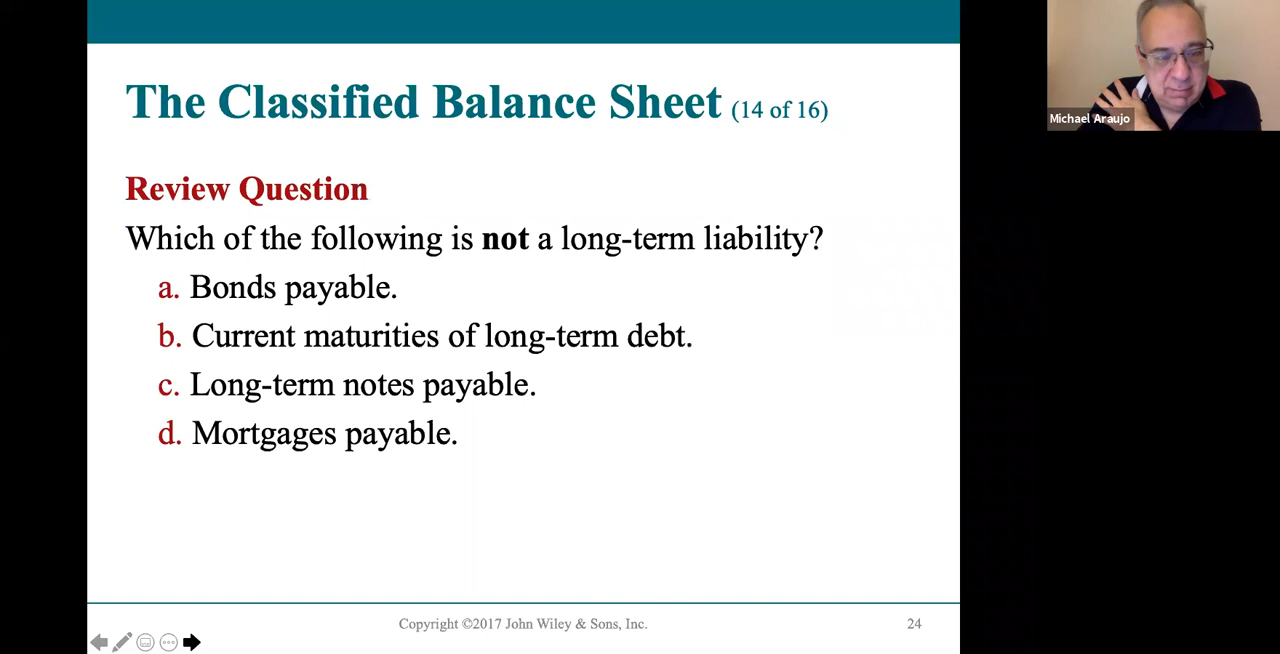 The Classified Balance Sheet (14 of 16)
Michael Araujo
Review Question
Which of the following is not a long-term liability?
a. Bonds payable.
b. Current maturities of long-term debt.
c. Long-term notes payable.
d. Mortgages payable.
Copyright ©2017 John Wiley & Sons, Inc.
24